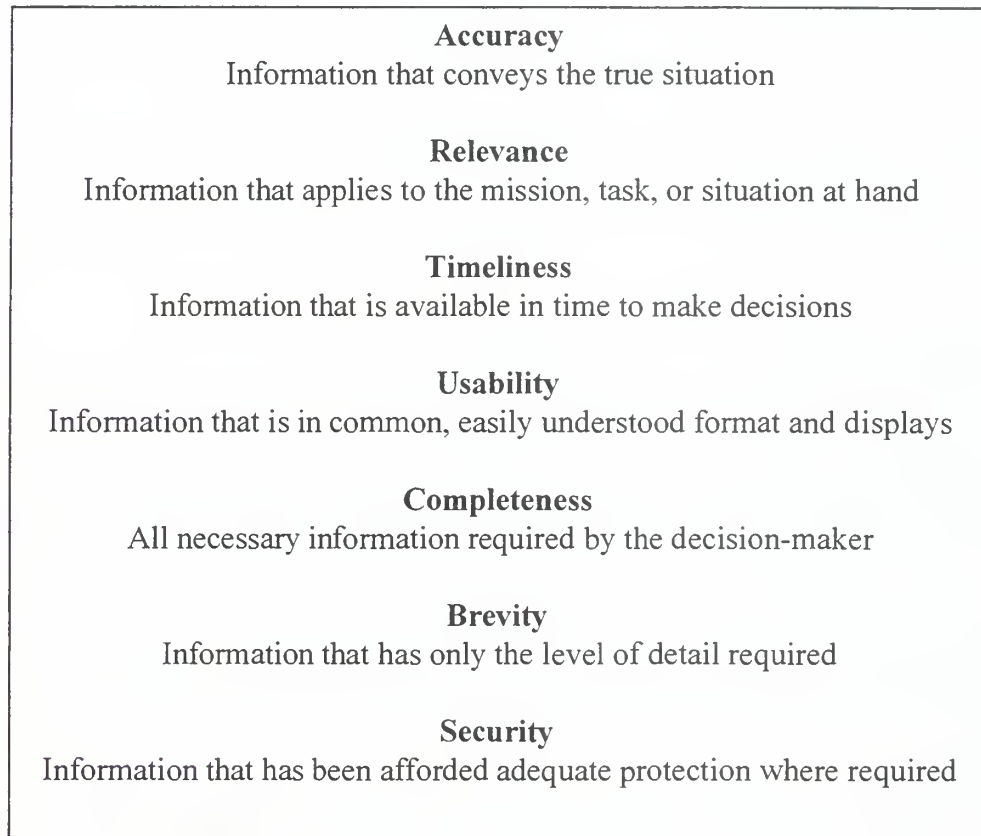 Accuracy
Information that conveys the true situation
Relevance
Information that applies to the mission, task, or situation at hand
Timeliness
Information that is available in time to make decisions
Usability
Information that is in common, easily understood format and displays
Completeness
All necessary information required by the decision-maker
Brevity
Information that has only the level of detail required
Security
Information that has been afforded adequate protection where required